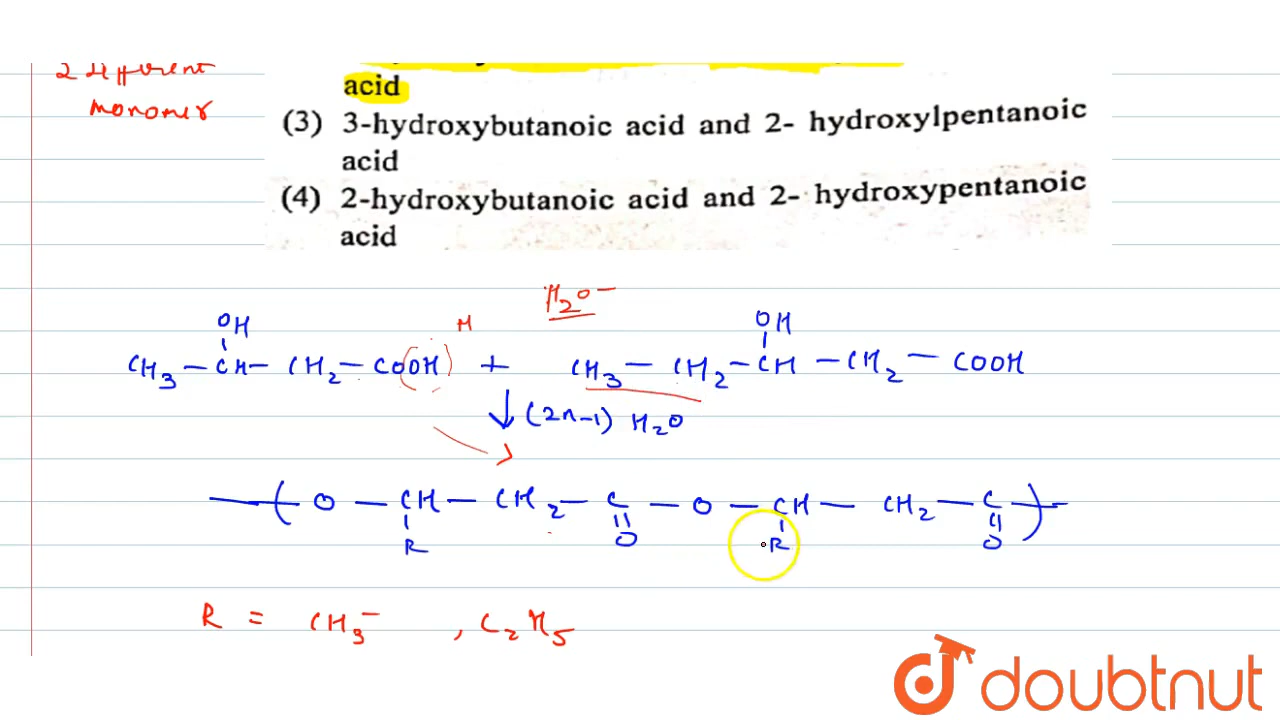 2 different
monomer
acid
(3) 3-hydroxybutanoic acid and 2- hydroxylpentanoic
acid
(4) 2-hydroxybutanoic acid and 2- hydroxypentanoic
acid
H₂O –
OH H OH
CH₃ – CH – CH₂ – COOH + CH₃ – CH₂ – CH – CH₂ – COOH
↓ (2n–1) H₂O
–( O – CH – CH₂ – C – O – CH – CH₂ – C )–
R O R O
R = CH₃– , C₂H₅
doubtnut